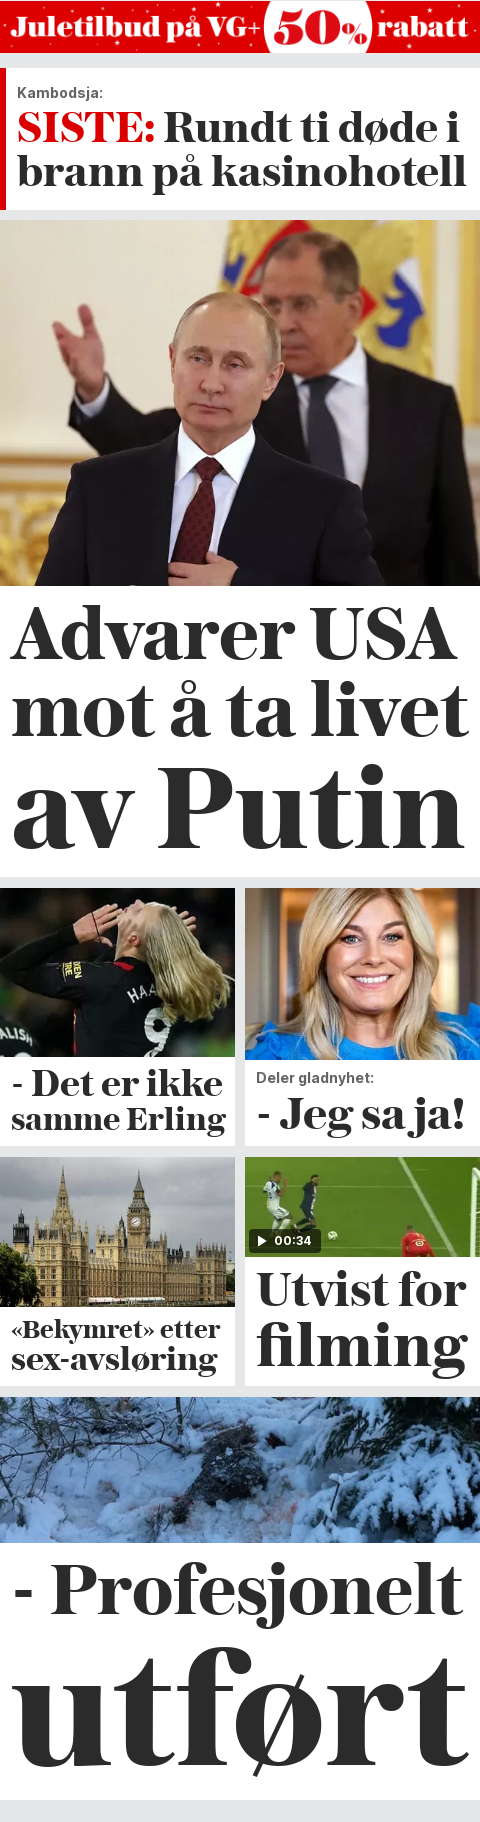 Juletilbud på VG+ 50% rabatt
Kambodsja:
SISTE: Rundt ti døde i
brann på kasinohotell
Advarer USA
mot å ta livet
av Putin
HAA
9
- Det er ikke
samme Erling
Deler gladnyhet:
- Jeg sa ja!
«Bekymret» etter
sex-avsløring
00:34
Utvist for
filming
- Profesjonelt
utført